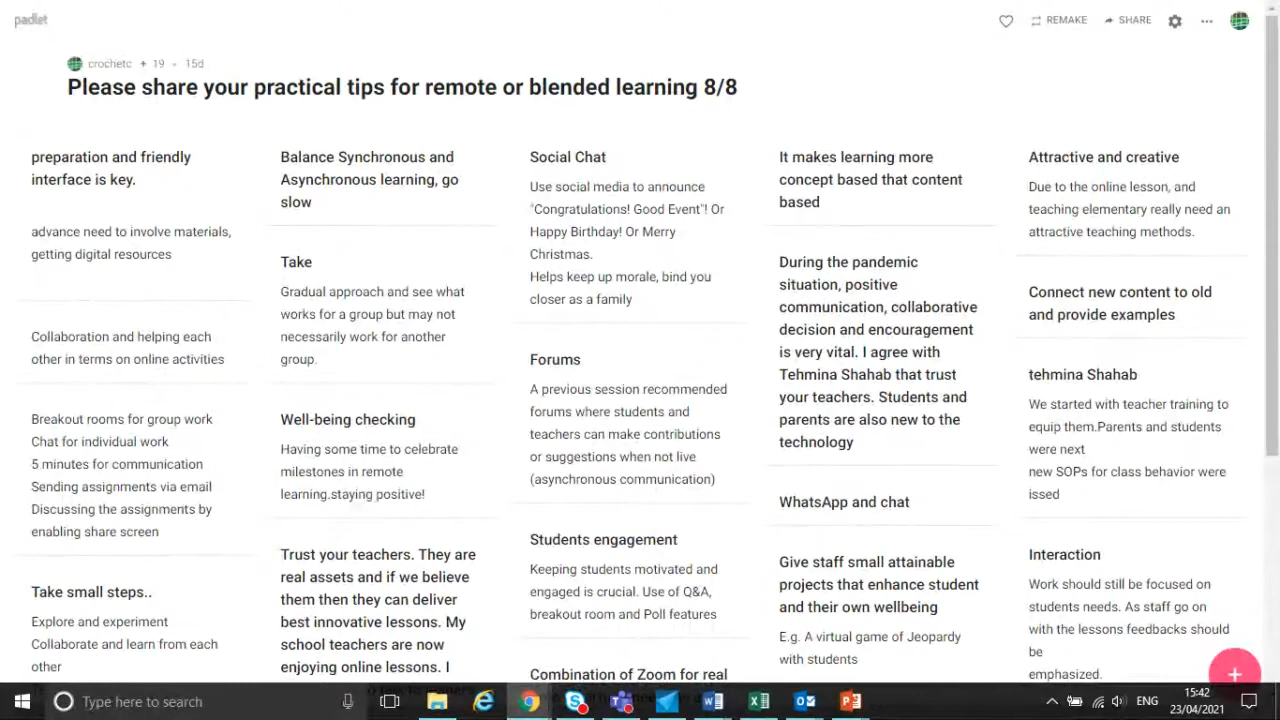 padlet
REMAKE
SHARE
crochetc + 19 • 15d
Please share your practical tips for remote or blended learning 8/8
preparation and friendly
interface is key.
advance need to involve materials,
getting digital resources
Collaboration and helping each
other in terms on online activities
Breakout rooms for group work
Chat for individual work
5 minutes for communication
Sending assignments via email
Discussing the assignments by
enabling share screen
Take small steps..
Explore and experiment
Collaborate and learn from each
other
Balance Synchronous and
Asynchronous learning, go
slow
Take
Gradual approach and see what
works for a group but may not
necessarily work for another
group.
Well-being checking
Having some time to celebrate
milestones in remote
learning.staying positive!
Trust your teachers. They are
real assets and if we believe
them then they can deliver
best innovative lessons. My
school teachers are now
enjoying online lessons. I
Social Chat
Use social media to announce
"Congratulations! Good Event"! Or
Happy Birthday! Or Merry
Christmas.
Helps keep up morale, bind you
closer as a family
Forums
A previous session recommended
forums where students and
teachers can make contributions
or suggestions when not live
(asynchronous communication)
Students engagement
Keeping students motivated and
engaged is crucial. Use of Q&A,
breakout room and Poll features
Combination of Zoom for real
It makes learning more
concept based that content
based
During the pandemic
situation, positive
communication, collaborative
decision and encouragement
is very vital. I agree with
Tehmina Shahab that trust
your teachers. Students and
parents are also new to the
technology
WhatsApp and chat
Give staff small attainable
projects that enhance student
and their own wellbeing
E.g. A virtual game of Jeopardy
with students
Attractive and creative
Due to the online lesson, and
teaching elementary really need an
attractive teaching methods.
Connect new content to old
and provide examples
tehmina Shahab
We started with teacher training to
equip them.Parents and students
were next
new SOPs for class behavior were
issed
Interaction
Work should still be focused on
students needs. As staff go on
with the lessons feedbacks should
be
emphasized.
Type here to search
ENG
15:42
23/04/2021